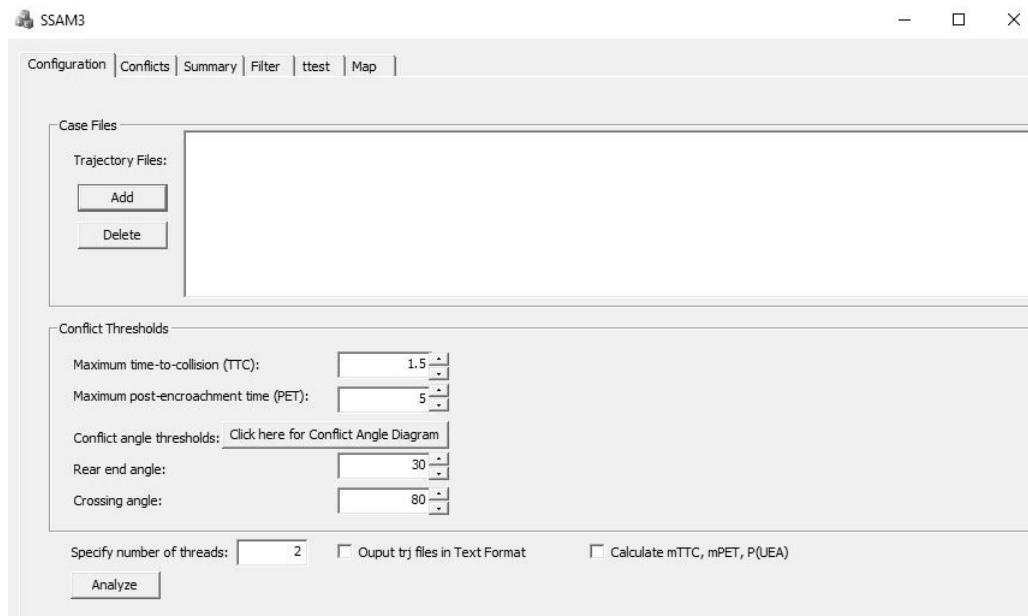 SSAM3
Configuration Conflicts Summary Filter ttest Map
Case Files
Trajectory Files:
Add
Delete
Conflict Thresholds
Maximum time-to-collision (TTC): 1.5
Maximum post-encroachment time (PET): 5
Conflict angle thresholds: Click here for Conflict Angle Diagram
Rear end angle: 30
Crossing angle: 80
Specify number of threads: 2 Ouput trj files in Text Format Calculate mTTC, mPET, P(UEA)
Analyze